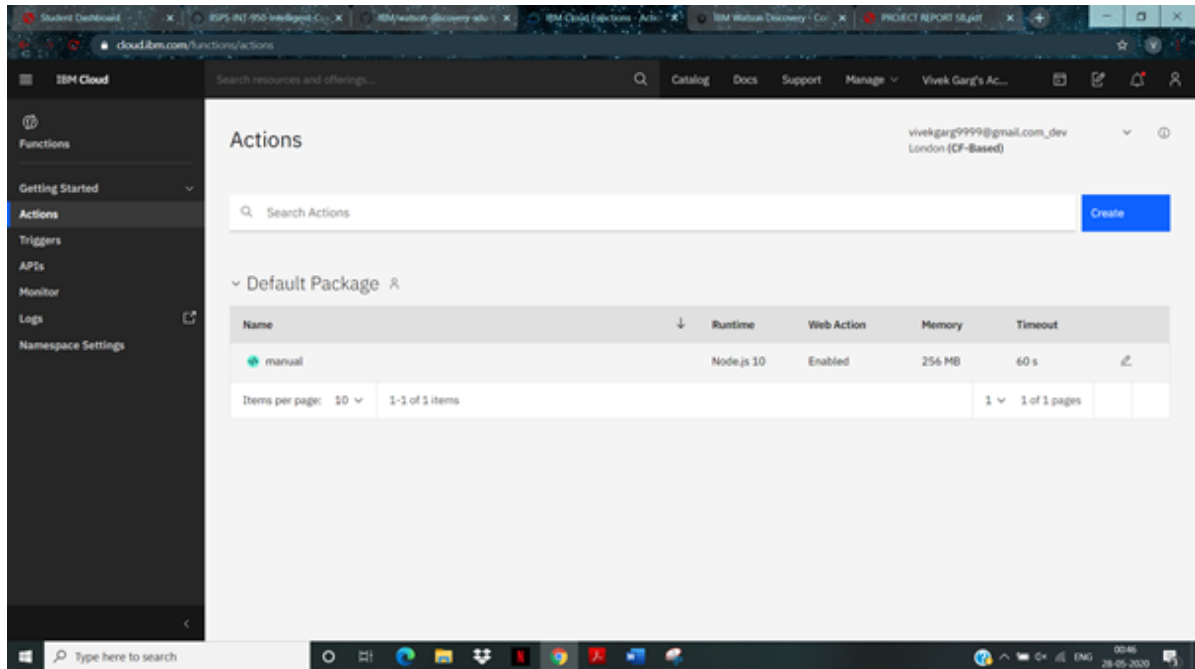 Student Dashboard
IBM Cloud Functions - Acti
IBM Watson Discovery - Co
PROJECT REPORT SB.pdf
cloud.ibm.com/functions/actions
IBM Cloud
Search resources and offerings...
Catalog
Docs
Support
Manage
Vivek Garg's Ac...
Functions
Getting Started
Actions
Triggers
APIs
Monitor
Logs
Namespace Settings
Actions
vivekgarg9999@gmail.com_dev
London (CF-Based)
Search Actions
Create
Default Package
Name
Runtime
Web Action
Memory
Timeout
manual
Node.js 10
Enabled
256 MB
60 s
Items per page: 10
1-1 of 1 items
1
1 of 1 pages
Type here to search
ENG
00:46
28-05-2020